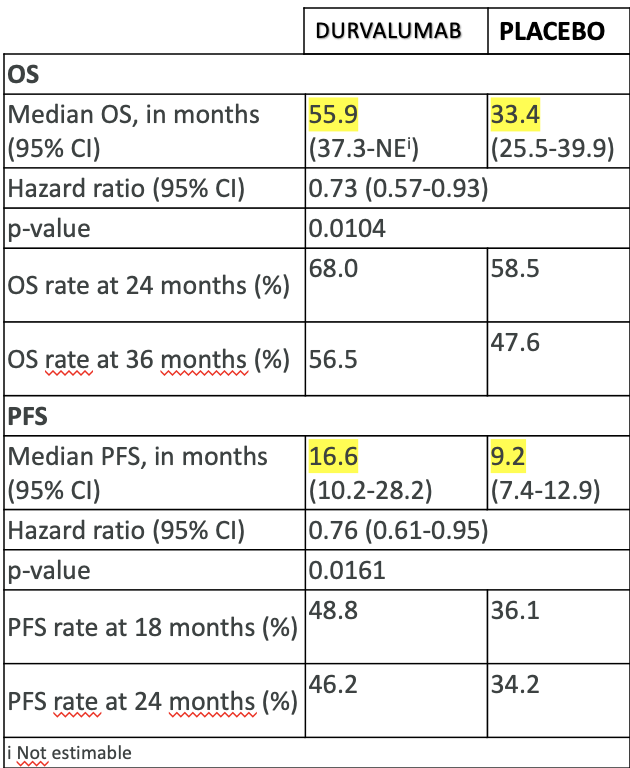 DURVALUMAB PLACEBO
OS
Median OS, in months 55.9 33.4
(95% CI) (37.3-NEⁱ) (25.5-39.9)
Hazard ratio (95% CI) 0.73 (0.57-0.93)
p-value 0.0104
OS rate at 24 months (%) 68.0 58.5
OS rate at 36 months (%) 56.5 47.6
PFS
Median PFS, in months 16.6 9.2
(95% CI) (10.2-28.2) (7.4-12.9)
Hazard ratio (95% CI) 0.76 (0.61-0.95)
p-value 0.0161
PFS rate at 18 months (%) 48.8 36.1
PFS rate at 24 months (%) 46.2 34.2
i Not estimable